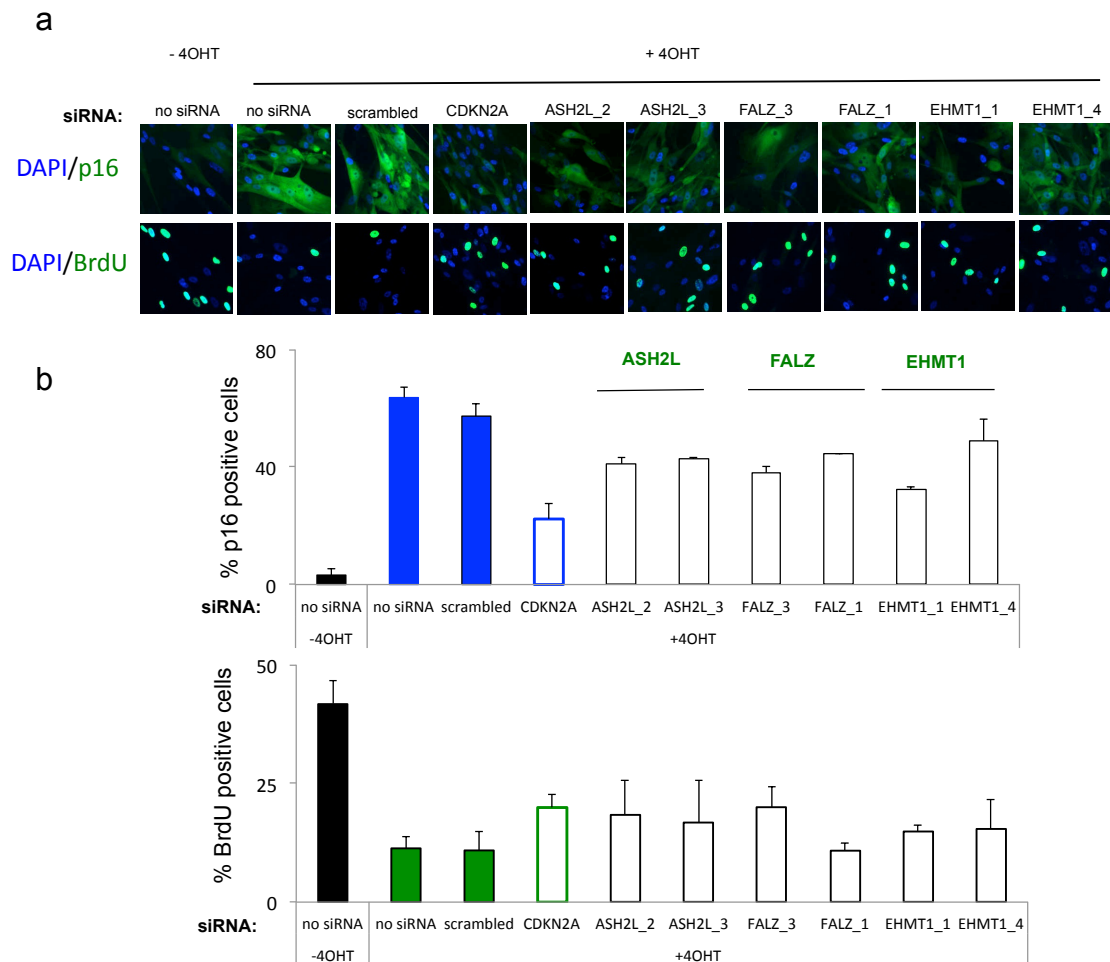 a
- 4OHT + 4OHT
siRNA: no siRNA no siRNA scrambled CDKN2A ASH2L_2 ASH2L_3 FALZ_3 FALZ_1 EHMT1_1 EHMT1_4
DAPI/p16
DAPI/BrdU
b
ASH2L FALZ EHMT1
% p16 positive cells
80
40
0
siRNA: no siRNA no siRNA scrambled CDKN2A ASH2L_2 ASH2L_3 FALZ_3 FALZ_1 EHMT1_1 EHMT1_4
-4OHT +4OHT
% BrdU positive cells
50
25
0
siRNA: no siRNA no siRNA scrambled CDKN2A ASH2L_2 ASH2L_3 FALZ_3 FALZ_1 EHMT1_1 EHMT1_4
-4OHT +4OHT